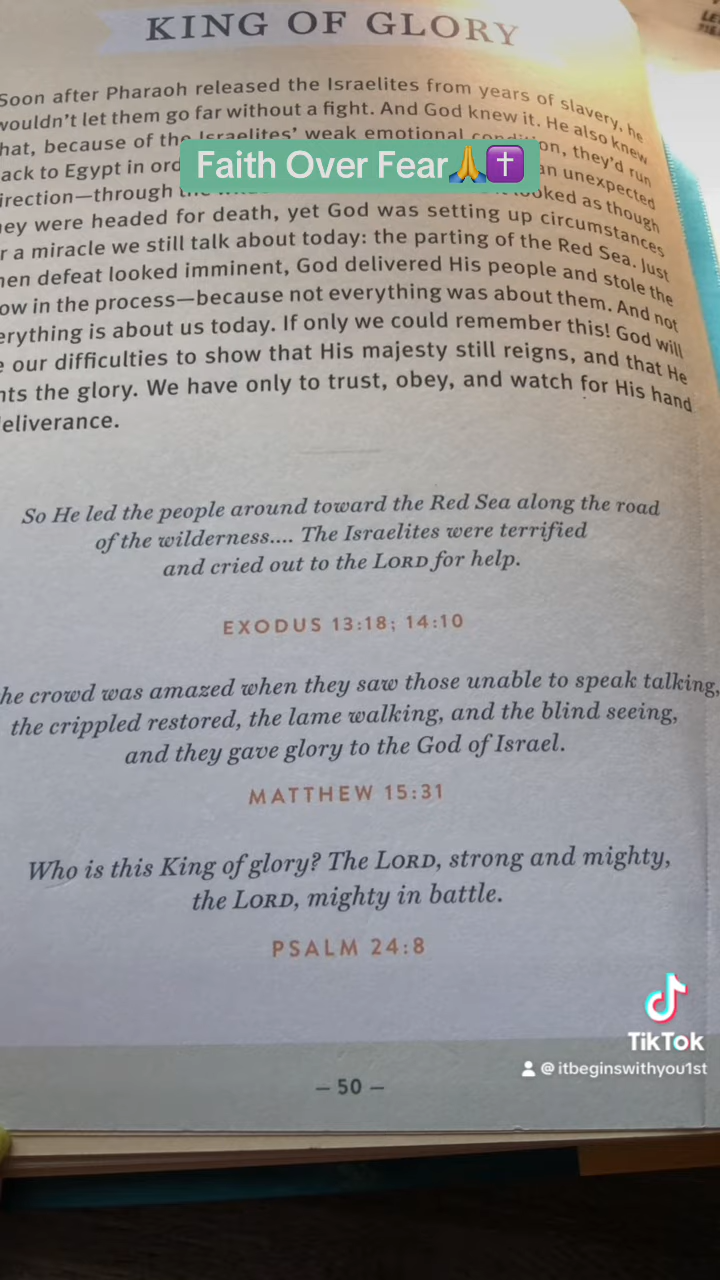 KING OF GLORY
Soon after Pharaoh released the Israelites from years of slavery, he
wouldn't let them go far without a fight. And God knew it. He also knew
hat, because of the Israelites' weak emotional condition, they'd run
ack to Egypt in ord
Faith Over Fear🙏✝️
an unexpected
irection—through
ooked as though
hey were headed for death, yet God was setting up circumstances
r a miracle we still talk about today: the parting of the Red Sea. Just
hen defeat looked imminent, God delivered His people and stole the
ow in the process—because not everything was about them. And not
erything is about us today. If only we could remember this! God will
e our difficulties to show that His majesty still reigns, and that He
nts the glory. We have only to trust, obey, and watch for His hand
eliverance.
So He led the people around toward the Red Sea along the road
of the wilderness.... The Israelites were terrified
and cried out to the LORD for help.
EXODUS 13:18; 14:10
he crowd was amazed when they saw those unable to speak talking,
the crippled restored, the lame walking, and the blind seeing,
and they gave glory to the God of Israel.
MATTHEW 15:31
Who is this King of glory? The LORD, strong and mighty,
the LORD, mighty in battle.
PSALM 24:8
TikTok
@itbeginswithyou1st
— 50 —